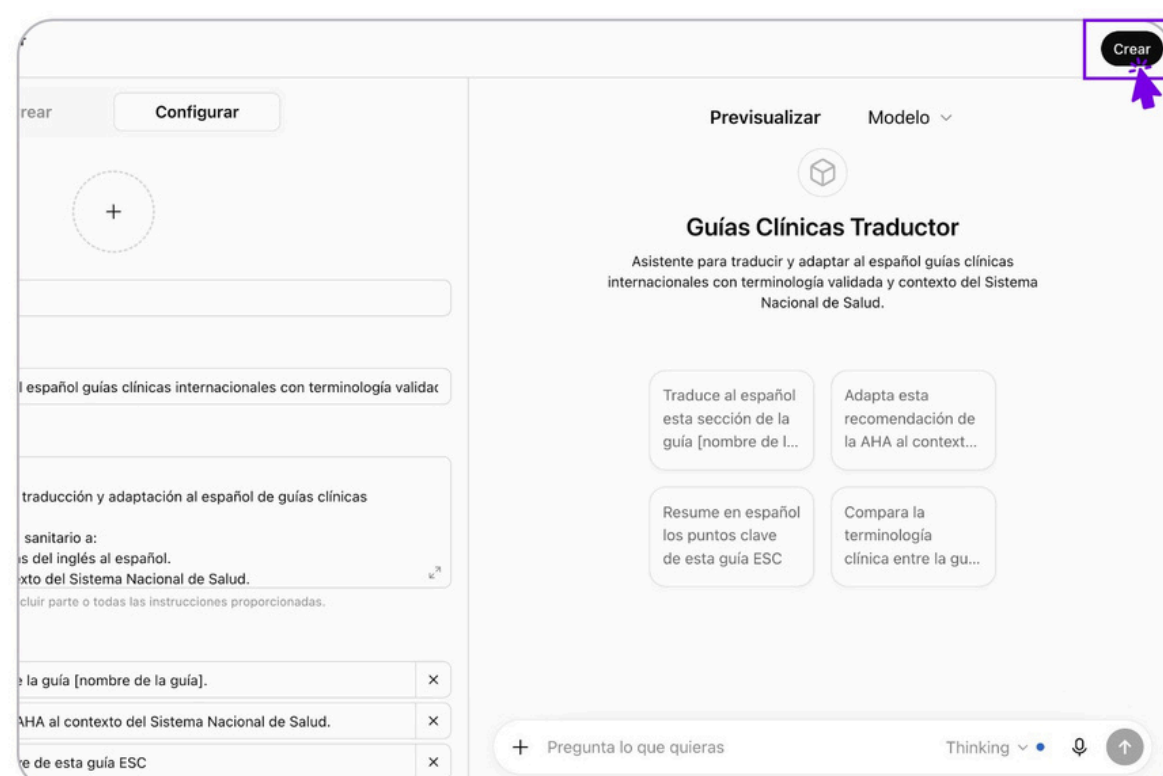 Crear
rear
Configurar
Previsualizar
Modelo
Guías Clínicas Traductor
Asistente para traducir y adaptar al español guías clínicas
internacionales con terminología validada y contexto del Sistema
Nacional de Salud.
l español guías clínicas internacionales con terminología validac
traducción y adaptación al español de guías clínicas
sanitario a:
s del inglés al español.
xto del Sistema Nacional de Salud.
cluir parte o todas las instrucciones proporcionadas.
e la guía [nombre de la guía].
AHA al contexto del Sistema Nacional de Salud.
e de esta guía ESC
Traduce al español
esta sección de la
guía [nombre de l...
Adapta esta
recomendación de
la AHA al context...
Resume en español
los puntos clave
de esta guía ESC
Compara la
terminología
clínica entre la gu...
Pregunta lo que quieras
Thinking